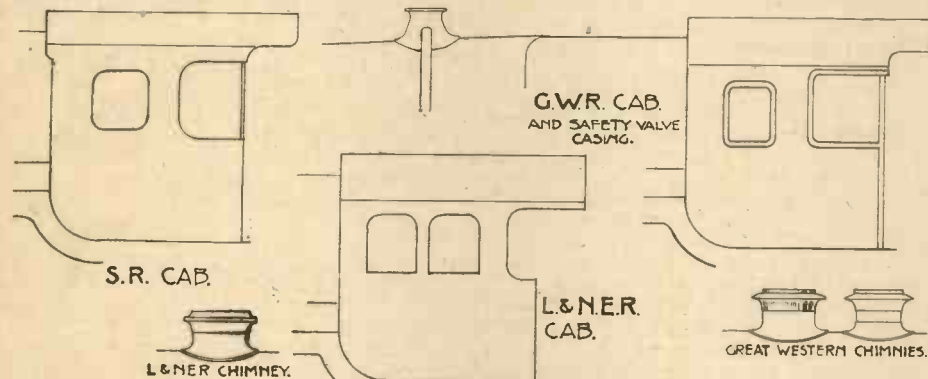 G.W.R. CAB.
AND SAFETY VALVE
CASING.
S.R. CAB.
L.& N.E.R.
CAB.
L & NER CHIMNEY.
GREAT WESTERN CHIMNIES.